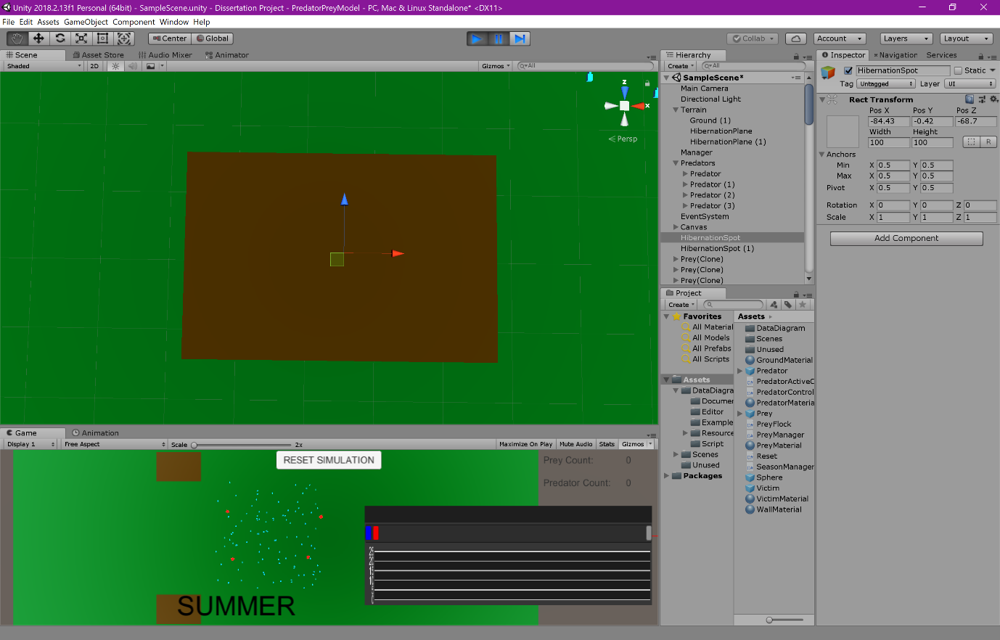 Unity 2018.2.13f1 Personal (64bit) - SampleScene.unity - Dissertation Project - PredatorPreyModel - PC, Mac & Linux Standalone* <DX11>
File Edit Assets GameObject Component Window Help
Center Global Collab Account Layers Layout
Scene Asset Store Audio Mixer Animator
Shaded 2D Gizmos All
z
x
Persp
Hierarchy
Create All
SampleScene*
Main Camera
Directional Light
Terrain
Ground (1)
HibernationPlane
HibernationPlane (1)
Manager
Predators
Predator
Predator (1)
Predator (2)
Predator (3)
EventSystem
Canvas
HibernationSpot
HibernationSpot (1)
Prey(Clone)
Prey(Clone)
Prey(Clone)
Inspector Navigation Services
HibernationSpot Static
Tag Untagged Layer UI
Rect Transform
Pos X Pos Y Pos Z
-84.43 -0.42 -68.7
Width Height
100 100 R
Anchors
Min X 0.5 Y 0.5
Max X 0.5 Y 0.5
Pivot X 0.5 Y 0.5
Rotation X 0 Y 0 Z 0
Scale X 1 Y 1 Z 1
Add Component
Project
Create
Favorites
All Material
All Models
All Prefabs
All Scripts
Assets
DataDiagra
Documen
Editor
Example
Resource
Script
Scenes
Unused
Packages
Assets
DataDiagram
Scenes
Unused
GroundMaterial
Predator
PredatorActiveC
PredatorControl
PredatorMateria
Prey
PreyFlock
PreyManager
PreyMaterial
Reset
SeasonManager
Sphere
Victim
VictimMaterial
WallMaterial
Game Animation
Display 1 Free Aspect Scale 2x Maximize On Play Mute Audio Stats Gizmos
RESET SIMULATION
Prey Count: 0
Predator Count: 0
25
20
15
10
SUMMER